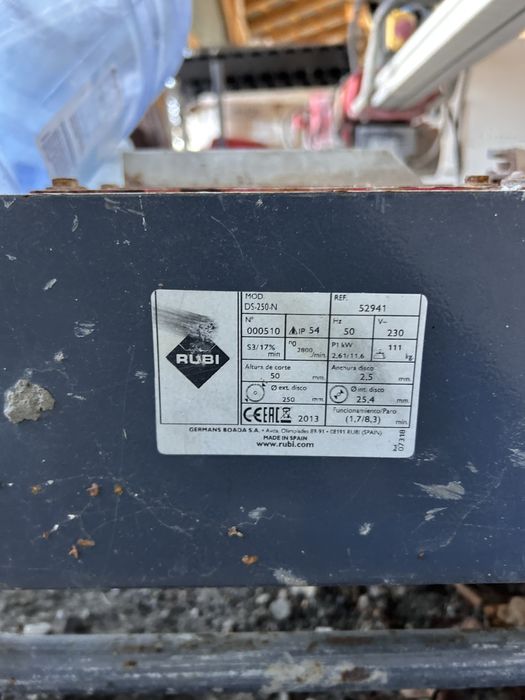 MOD.
DS-250-N
REF.
52941
Nº
000510
IP 54
Hz
50
V~
230
S3/17%
min
n0
2800
/min.
P1 kW
2,61/11,6
111
kg.
RUBI
Altura de corte
50
mm.
Anchura disco
2,5
mm.
Ø ext. disco
250
mm.
Ø int. disco
25,4
mm.
CE EAC 2013
Funcionamiento/Paro
(1,7/8,3)
min.
GERMANS BOADA S.A. • Avda. Olimpiades 89-91 • 08191 RUBI (SPAIN)
MADE IN SPAIN
www.rubi.com